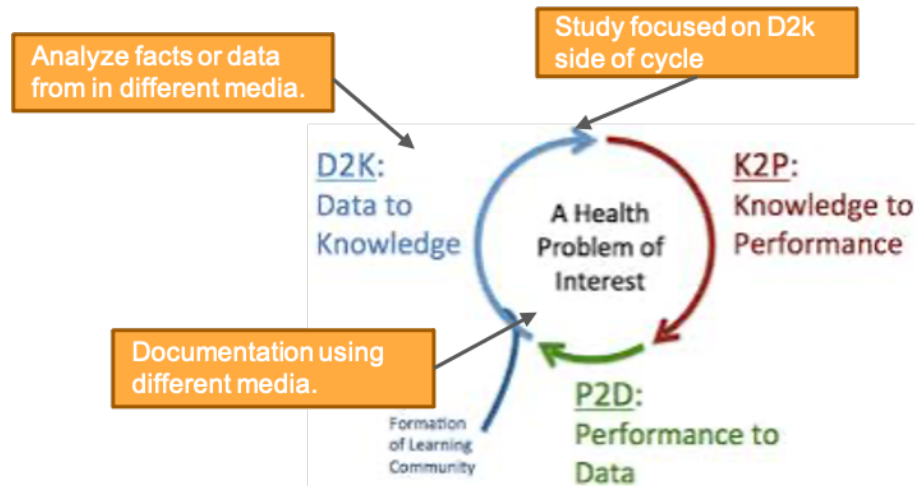 Analyze facts or data
from in different media.
Study focused on D2k
side of cycle
D2K:
Data to
Knowledge
A Health
Problem of
Interest
K2P:
Knowledge to
Performance
Documentation using
different media.
Formation
of Learning
Community
P2D:
Performance to
Data